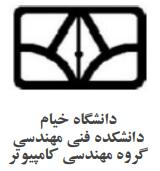 دانشگاه خیام
دانشکده فنی مهندسی
گروه مهندسی کامپیوتر